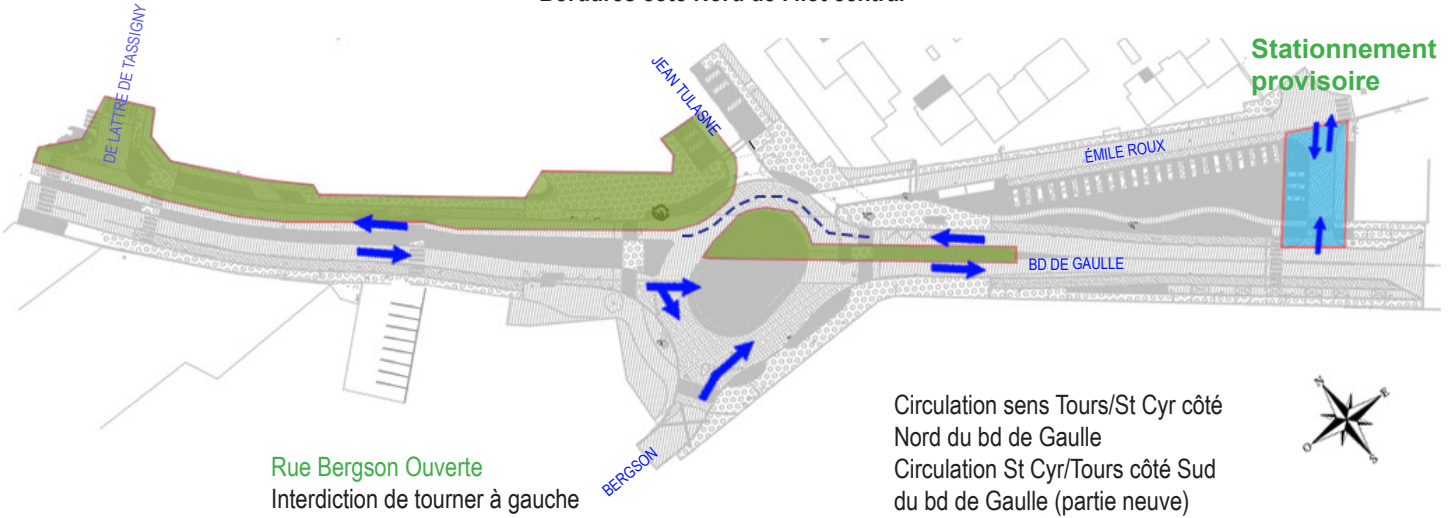 Stationnement
provisoire
DE LATTRE DE TASSIGNY
JEAN TULASNE
ÉMILE ROUX
BD DE GAULLE
BERGSON
Rue Bergson Ouverte
Interdiction de tourner à gauche
Circulation sens Tours/St Cyr côté
Nord du bd de Gaulle
Circulation St Cyr/Tours côté Sud
du bd de Gaulle (partie neuve)
N
E
O
S